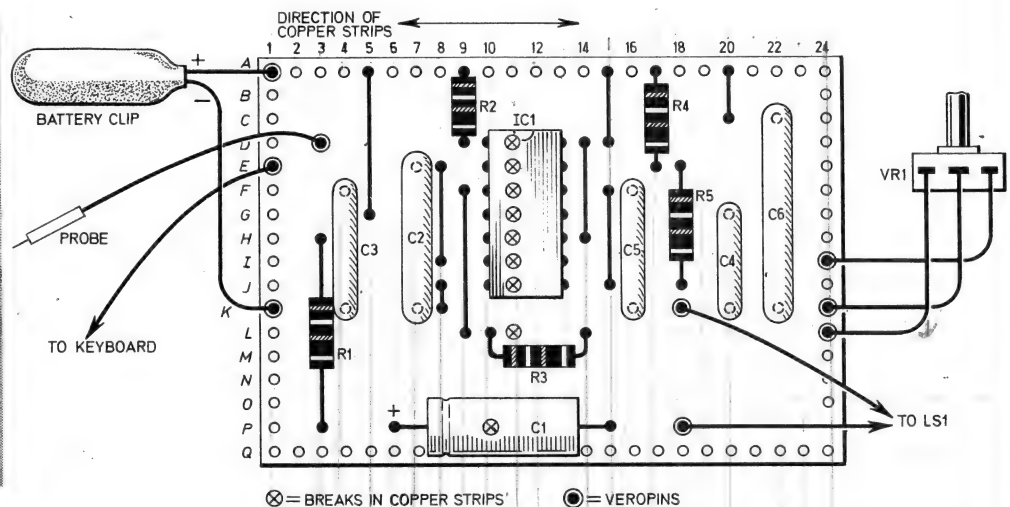 DIRECTION OF
COPPER STRIPS
1 2 3 4 5 6 7 8 9 10 12 14 16 18 20 22 24
A
B
C
D
E
F
G
H
I
J
K
L
M
N
O
P
Q
+
−
BATTERY CLIP
PROBE
TO KEYBOARD
R2
IC1
R4
VR1
R5
C3
C2
C5
C4
C6
R1
R3
+
C1
TO LS1
= BREAKS IN COPPER STRIPS
= VEROPINS